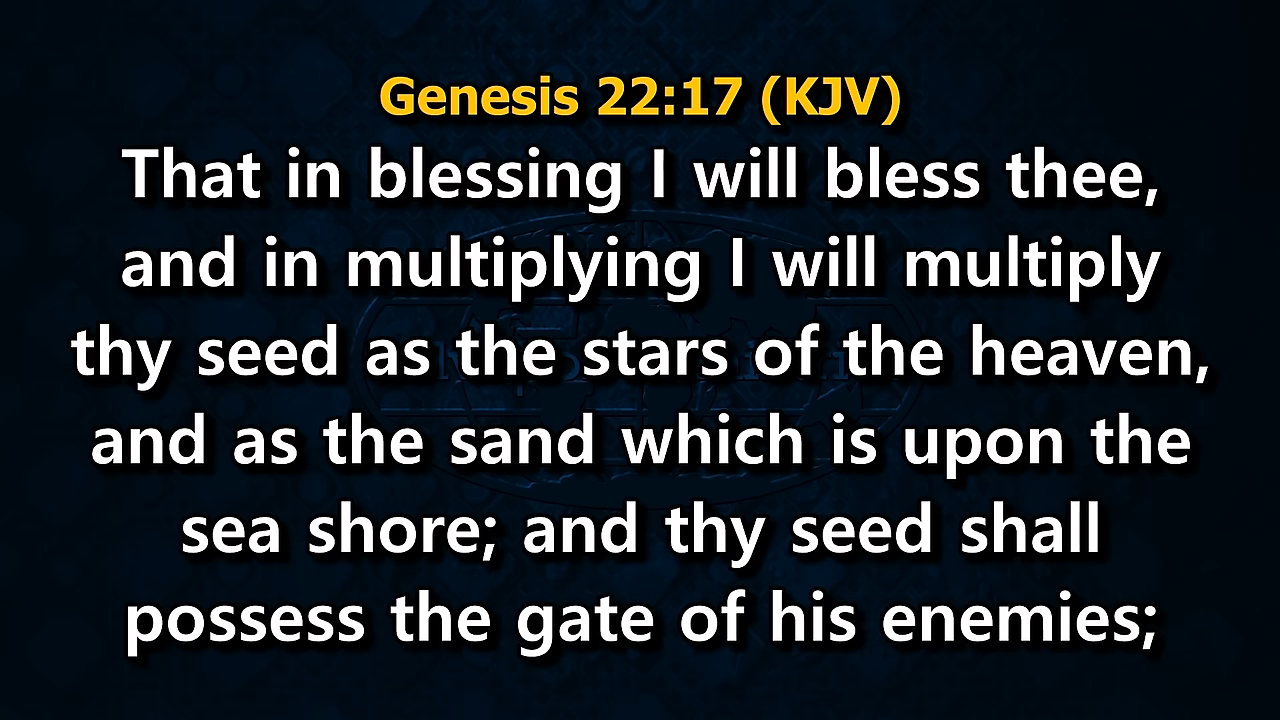 Genesis 22:17 (KJV)
That in blessing I will bless thee,
and in multiplying I will multiply
thy seed as the stars of the heaven,
and as the sand which is upon the
sea shore; and thy seed shall
possess the gate of his enemies;